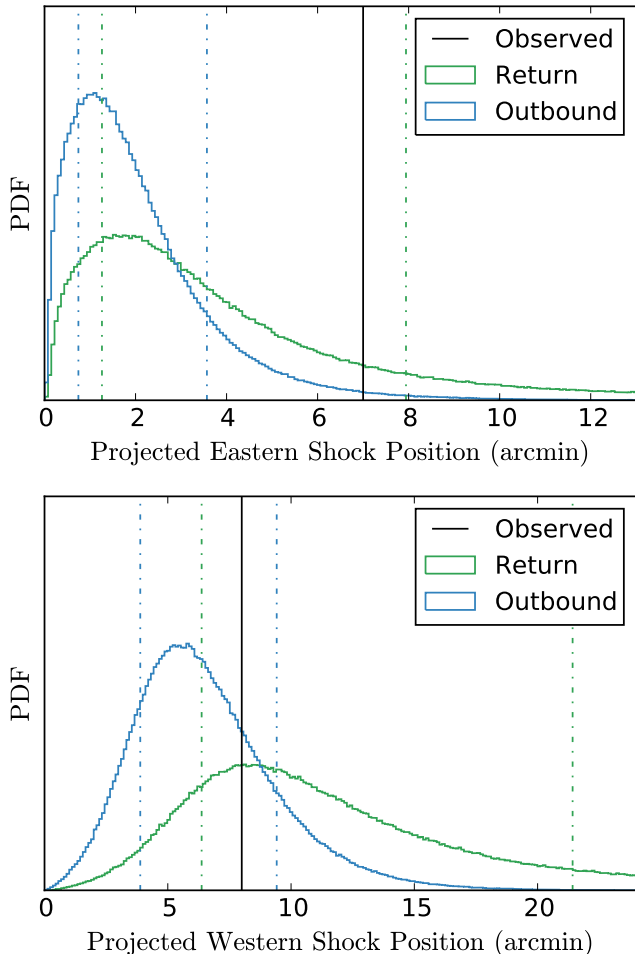 Observed
Return
Outbound
PDF
0 2 4 6 8 10 12
Projected Eastern Shock Position (arcmin)
Observed
Return
Outbound
PDF
0 5 10 15 20
Projected Western Shock Position (arcmin)